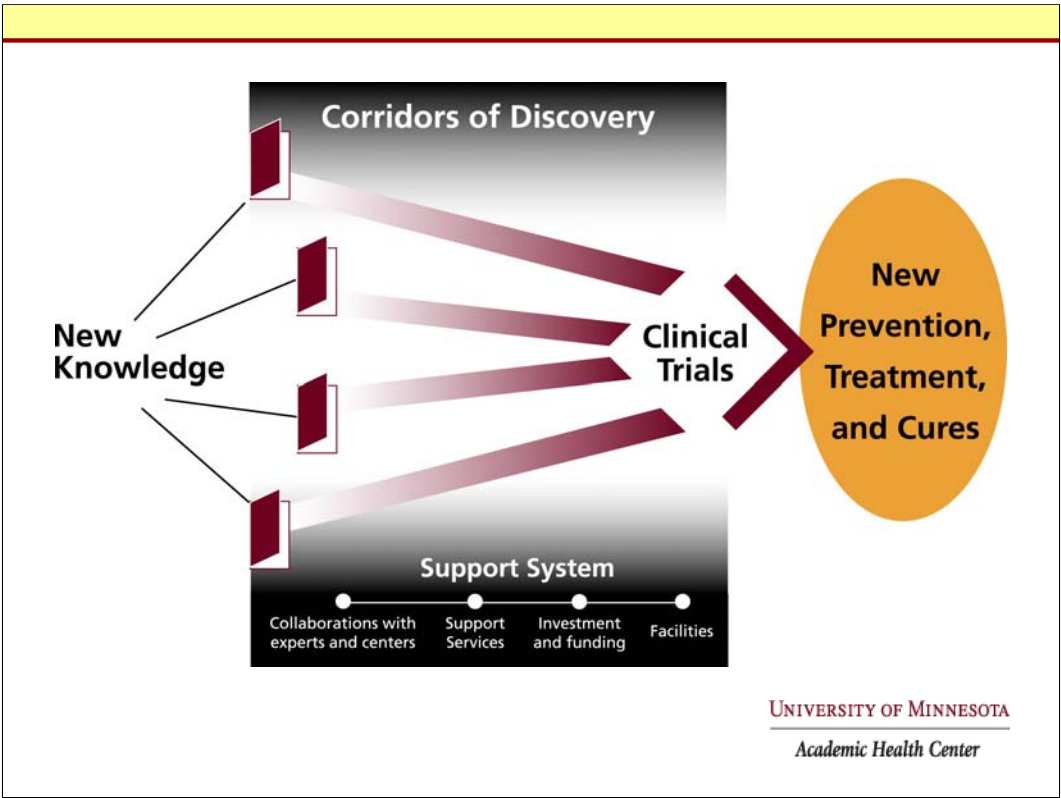 Corridors of Discovery
New
Knowledge
Clinical
Trials
New
Prevention,
Treatment,
and Cures
Support System
Collaborations with
experts and centers
Support
Services
Investment
and funding
Facilities
UNIVERSITY OF MINNESOTA
Academic Health Center